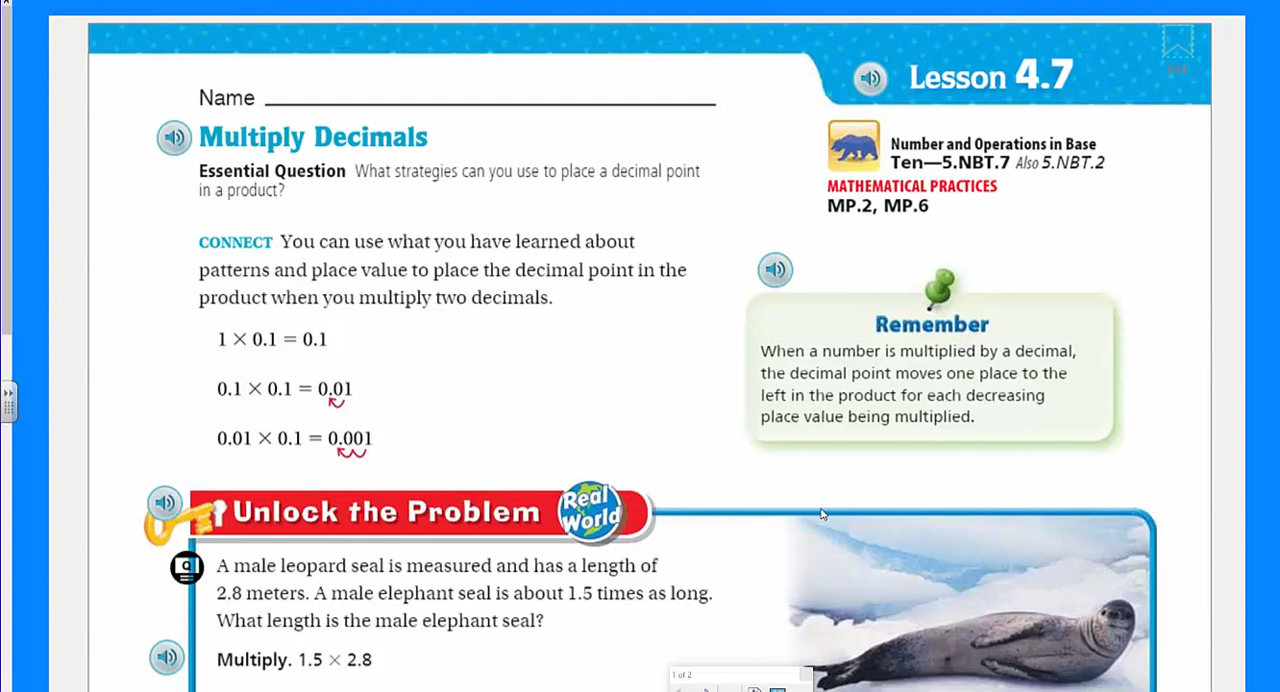 Lesson 4.7
Name
Multiply Decimals
Essential Question What strategies can you use to place a decimal point
in a product?
Number and Operations in Base
Ten—5.NBT.7 Also 5.NBT.2
MATHEMATICAL PRACTICES
MP.2, MP.6
CONNECT You can use what you have learned about
patterns and place value to place the decimal point in the
product when you multiply two decimals.
1 × 0.1 = 0.1
0.1 × 0.1 = 0.01
0.01 × 0.1 = 0.001
Remember
When a number is multiplied by a decimal,
the decimal point moves one place to the
left in the product for each decreasing
place value being multiplied.
Unlock the Problem
Real
World
A male leopard seal is measured and has a length of
2.8 meters. A male elephant seal is about 1.5 times as long.
What length is the male elephant seal?
Multiply. 1.5 × 2.8
1 of 2